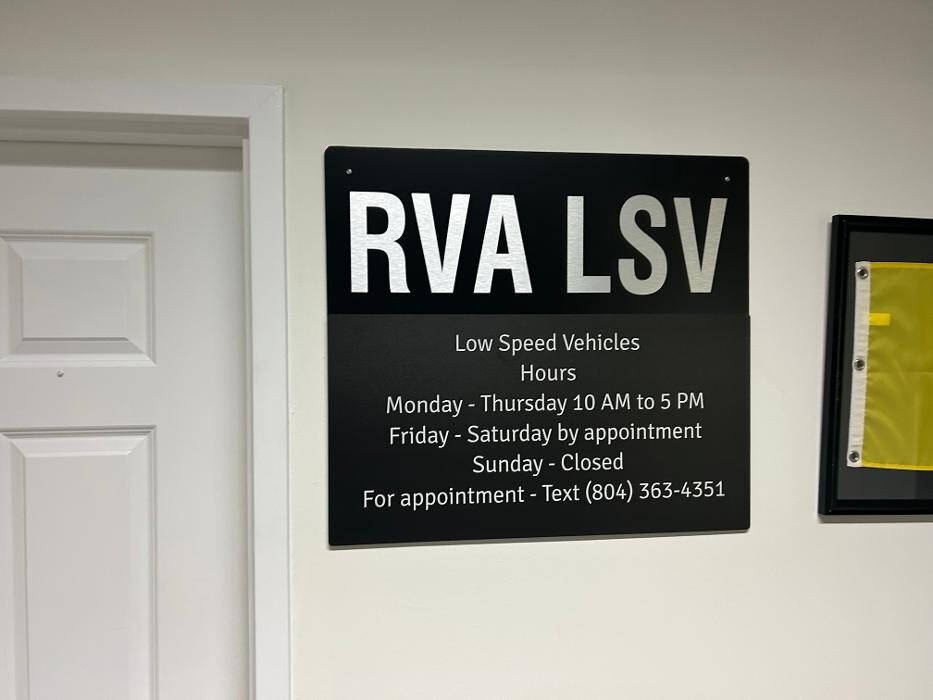 RVA LSV
Low Speed Vehicles
Hours
Monday - Thursday 10 AM to 5 PM
Friday - Saturday by appointment
Sunday - Closed
For appointment - Text (804) 363-4351